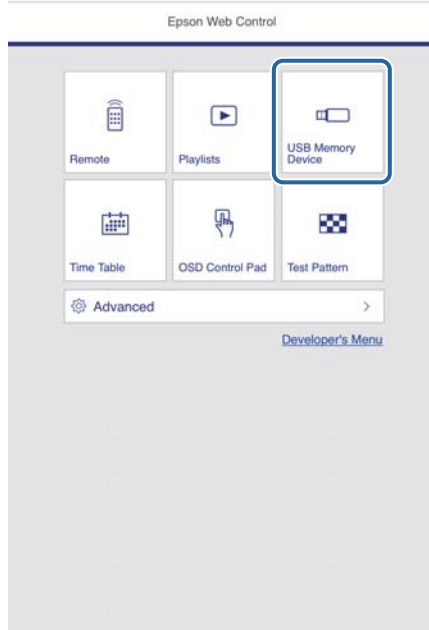 Epson Web Control
Remote
Playlists
USB Memory
Device
Time Table
OSD Control Pad
Test Pattern
Advanced
Developer's Menu